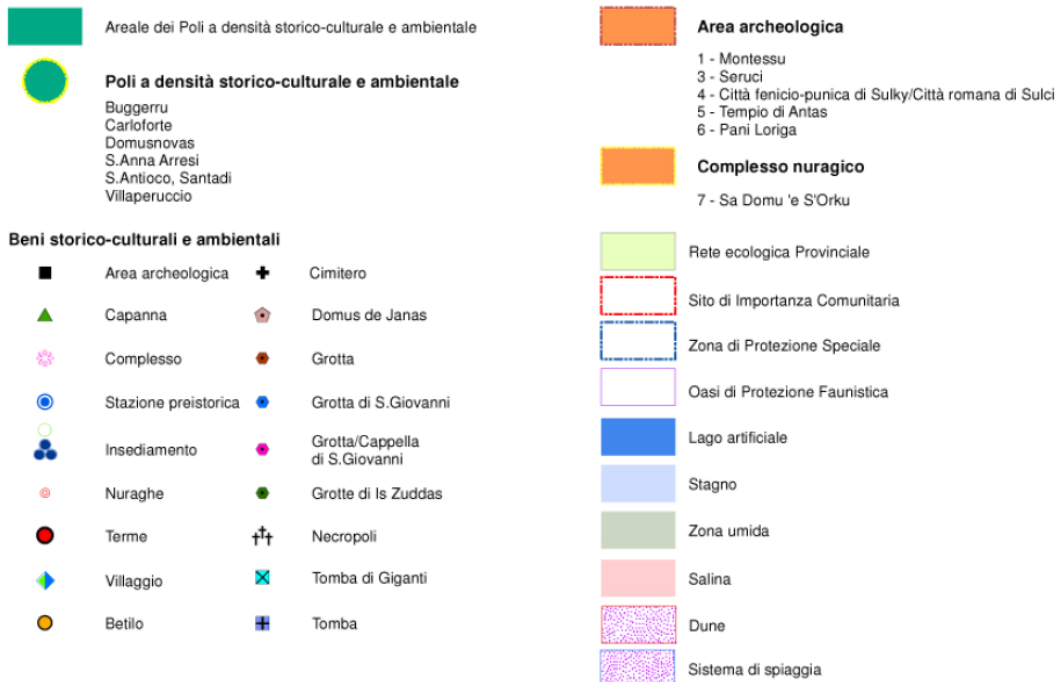 Areale dei Poli a densità storico-culturale e ambientale
Poli a densità storico-culturale e ambientale
Buggerru
Carloforte
Domusnovas
S.Anna Arresi
S.Antioco, Santadi
Villaperuccio
Beni storico-culturali e ambientali
Area archeologica
Cimitero
Capanna
Domus de Janas
Complesso
Grotta
Stazione preistorica
Grotta di S.Giovanni
Insediamento
Grotta/Cappella
di S.Giovanni
Nuraghe
Grotte di Is Zuddas
Terme
Necropoli
Villaggio
Tomba di Giganti
Betilo
Tomba
Area archeologica
1 - Montessu
3 - Seruci
4 - Città fenicio-punica di Sulky/Città romana di Sulci
5 - Tempio di Antas
6 - Pani Loriga
Complesso nuragico
7 - Sa Domu 'e S'Orku
Rete ecologica Provinciale
Sito di Importanza Comunitaria
Zona di Protezione Speciale
Oasi di Protezione Faunistica
Lago artificiale
Stagno
Zona umida
Salina
Dune
Sistema di spiaggia